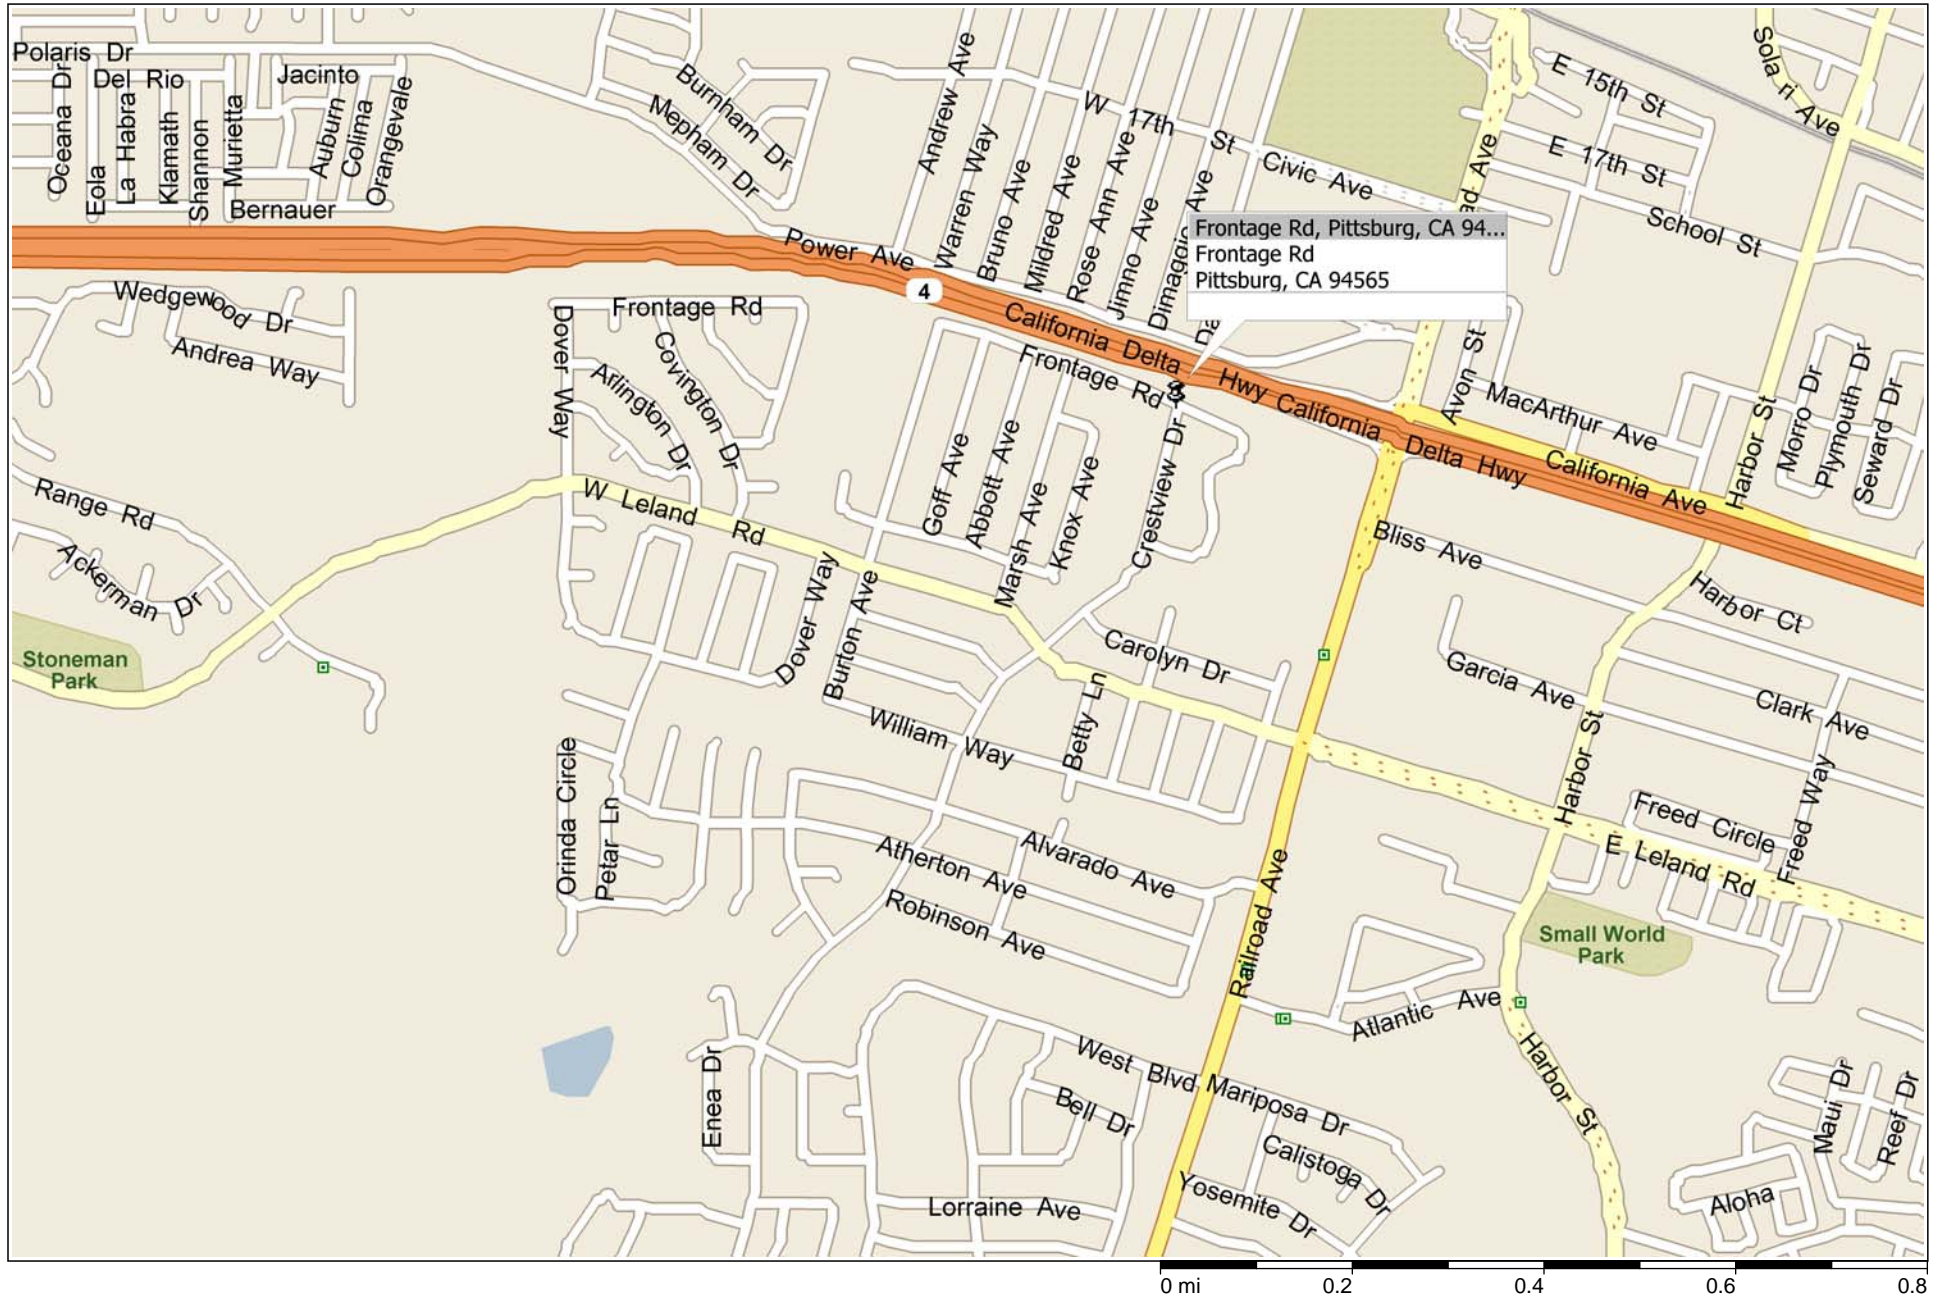 Polaris Dr
Del Rio
Jacinto
Oceana Dr
Eola
La Habra
Klamath
Shannon
Murietta
Auburn
Colima
Orangevale
Bernauer
Burnham Dr
Mepham Dr
Andrew Ave
Warren Way
Bruno Ave
Mildred Ave
Rose Ann Ave
Jimno Ave
Dimaggio Ave
Da
W 17th St
Civic Ave
ad Ave
E 15th St
E 17th St
School St
Solari Ave
Power Ave
4
Frontage Rd, Pittsburg, CA 94...
Frontage Rd
Pittsburg, CA 94565
Wedgewood Dr
Andrea Way
Frontage Rd
Dover Way
Arlington Dr
Covington Dr
California Delta Hwy
California Delta Hwy
Frontage Rd
Avon St
MacArthur Ave
California Ave
Harbor St
Morro Dr
Plymouth Dr
Seward Dr
Range Rd
Ackerman Dr
W Leland Rd
Goff Ave
Abbott Ave
Marsh Ave
Knox Ave
Crestview Dr
Bliss Ave
Harbor Ct
Stoneman
Park
Dover Way
Burton Ave
Carolyn Dr
Betty Ln
William Way
Garcia Ave
Clark Ave
Harbor St
Freed Way
Freed Circle
E Leland Rd
Orinda Circle
Petar Ln
Alvarado Ave
Atherton Ave
Robinson Ave
Railroad Ave
Small World
Park
Atlantic Ave
Harbor St
Enea Dr
West Blvd
Mariposa Dr
Bell Dr
Calistoga Dr
Yosemite Dr
Lorraine Ave
Maui Dr
Reef Dr
Aloha
0 mi 0.2 0.4 0.6 0.8